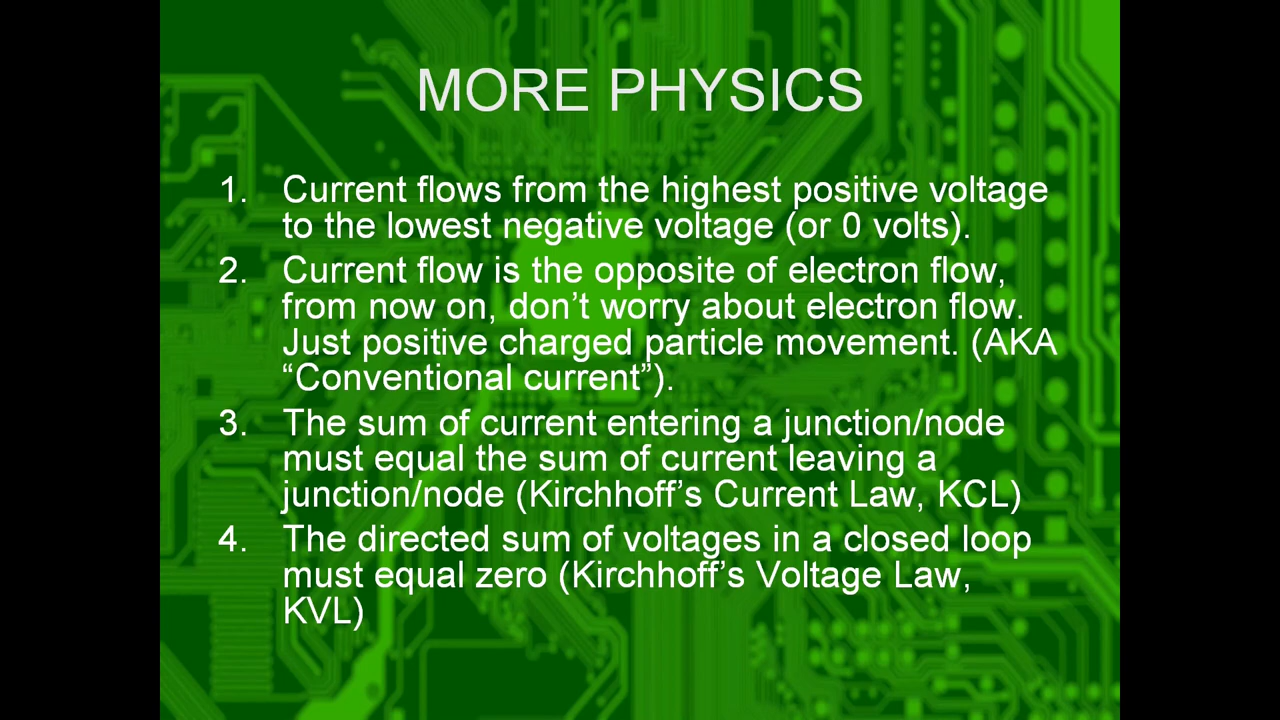 MORE PHYSICS
1. Current flows from the highest positive voltage
to the lowest negative voltage (or 0 volts).
2. Current flow is the opposite of electron flow,
from now on, don’t worry about electron flow.
Just positive charged particle movement. (AKA
“Conventional current”).
3. The sum of current entering a junction/node
must equal the sum of current leaving a
junction/node (Kirchhoff’s Current Law, KCL)
4. The directed sum of voltages in a closed loop
must equal zero (Kirchhoff’s Voltage Law,
KVL)